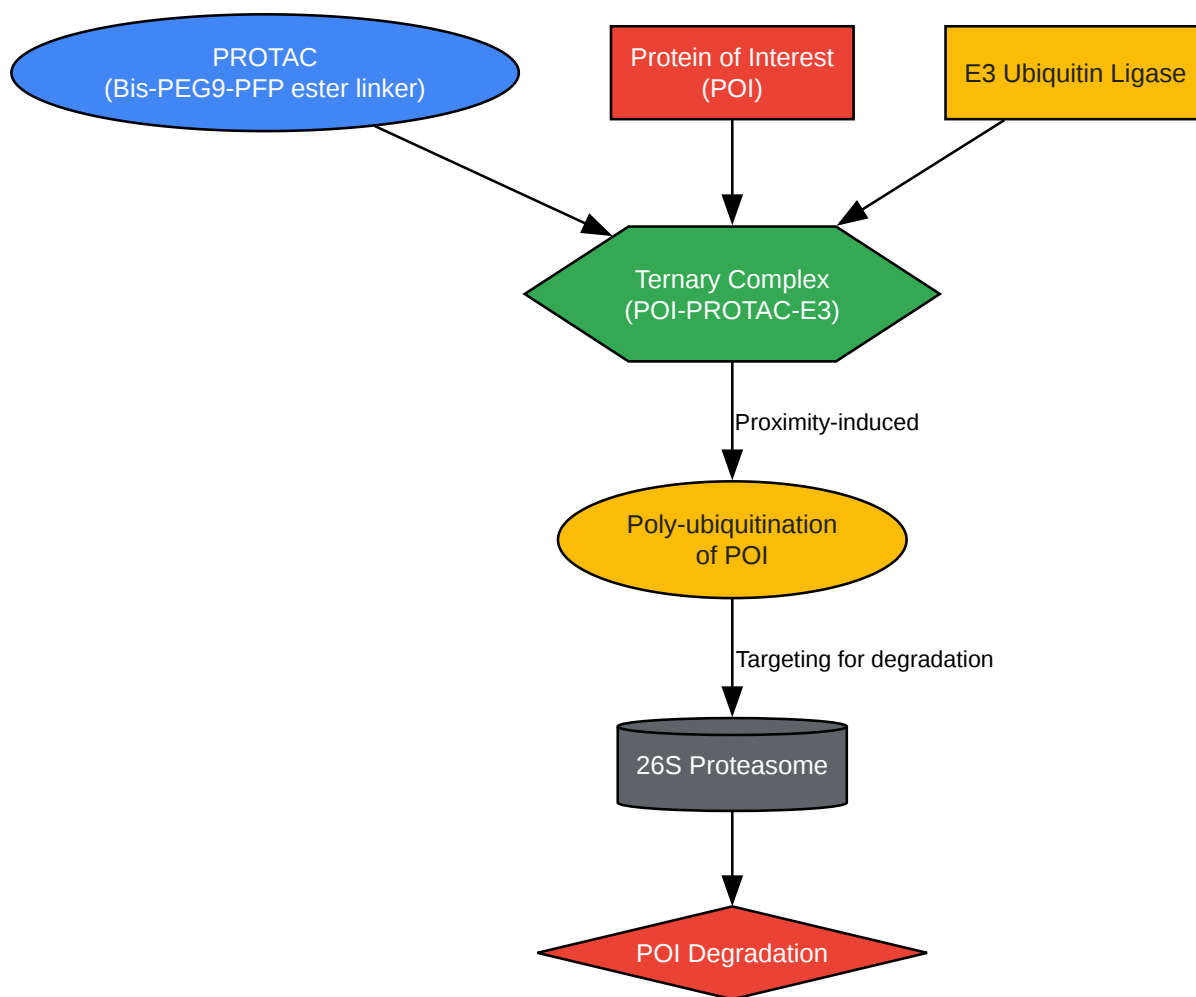 PROTAC
(Bis-PEG9-PFP ester linker)
Protein of Interest
(POI)
E3 Ubiquitin Ligase
Ternary Complex
(POI-PROTAC-E3)
Proximity-induced
Poly-ubiquitination
of POI
Targeting for degradation
26S Proteasome
POI Degradation